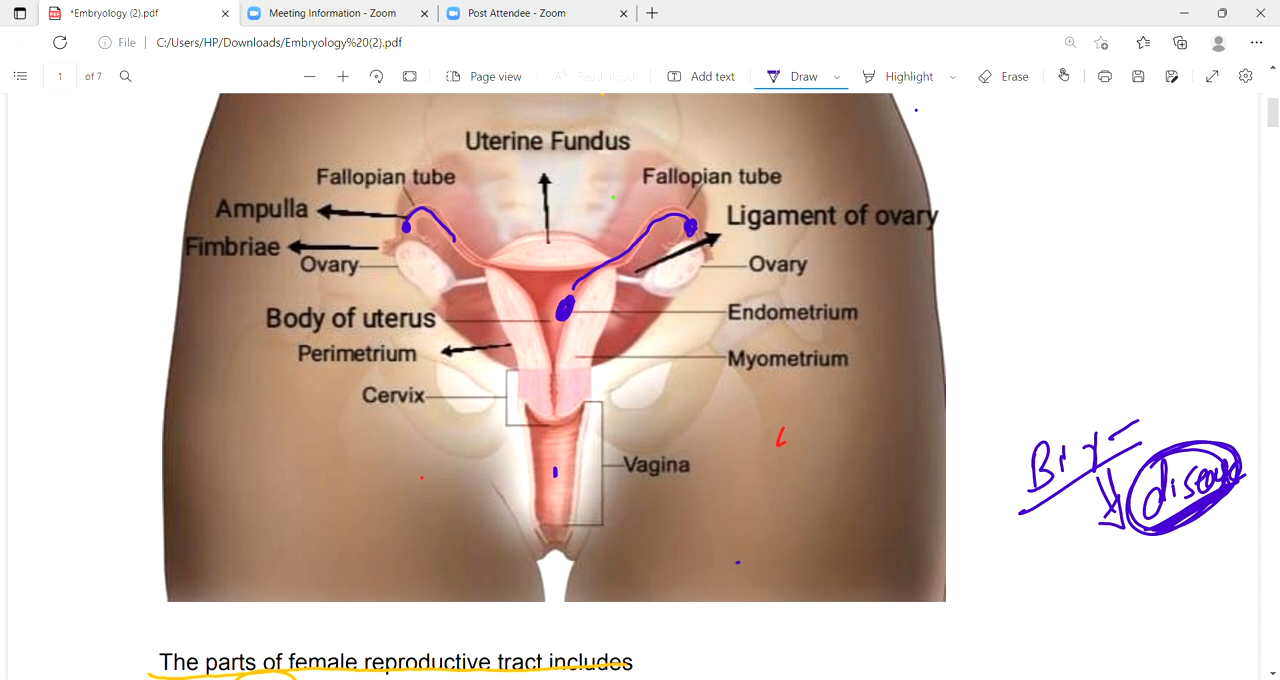 *Embryology (2).pdf
Meeting Information - Zoom
Post Attendee - Zoom
File
C:/Users/HP/Downloads/Embryology%20(2).pdf
1 of 7
Page view
Read aloud
Add text
Draw
Highlight
Erase
Uterine Fundus
Fallopian tube
Fallopian tube
Ampulla
Ligament of ovary
Fimbriae
Ovary
Ovary
Endometrium
Body of uterus
Perimetrium
Myometrium
Cervix
Vagina
The parts of female reproductive tract includes